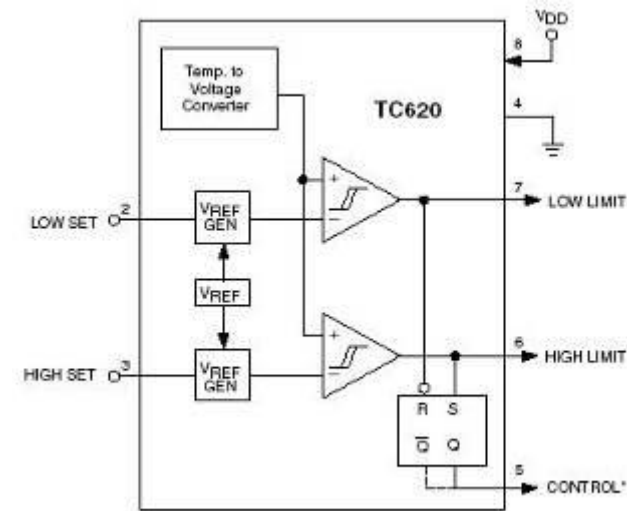 VDD
8
Temp. to
Voltage
Converter
TC620
4
+
−
7
LOW LIMIT
LOW SET
2
VREF
GEN
VREF
+
−
6
HIGH LIMIT
HIGH SET
3
VREF
GEN
R S
Q̅ Q
5
CONTROL*